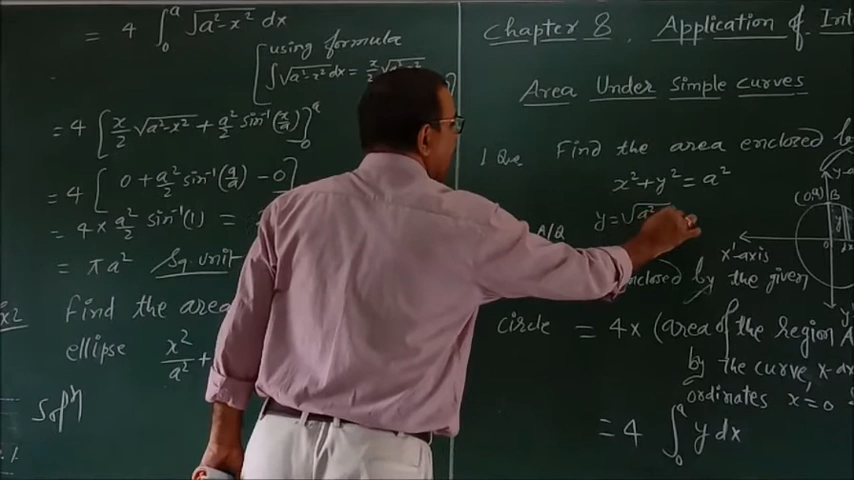 = 4 ∫₀ᵃ √a²-x² dx
[using formula
∫√a²-x² dx = x/2 √a²-x²
= 4 [x/2 √a²-x² + a²/2 sin⁻¹(x/a)]₀ᵃ
= 4 [0 + a²/2 sin⁻¹(a/a) - 0]
= 4 × a²/2 sin⁻¹(1) =
= πa² Sq. unit
Find the area
ellipse x²/a² +
Solⁿ
Chapter 8. Application of Int
Area Under Simple curves
1 Que. Find the area enclosed
x²+y² = a²
y=√a²
A/Q
enclosed by the given
circle = 4× (area of the region A
by the curve, x-
ordinates x=0
= 4 ∫₀ᵃ y dx
(0,a) B
x'-axis
0